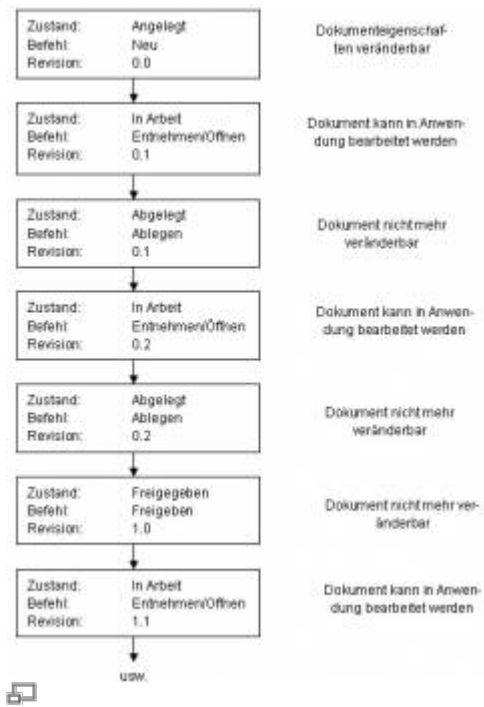 Zustand: Angelegt
Befehl: Neu
Revision: 0.0
Dokumenteigenschaf-
ten veränderbar
Zustand: In Arbeit
Befehl: Entnehmen/Öffnen
Revision: 0.1
Dokument kann in Anwen-
dung bearbeitet werden
Zustand: Abgelegt
Befehl: Ablegen
Revision: 0.1
Dokument nicht mehr
veränderbar
Zustand: In Arbeit
Befehl: Entnehmen/Öffnen
Revision: 0.2
Dokument kann in Anwen-
dung bearbeitet werden
Zustand: Abgelegt
Befehl: Ablegen
Revision: 0.2
Dokument nicht mehr
veränderbar
Zustand: Freigegeben
Befehl: Freigeben
Revision: 1.0
Dokument nicht mehr ver-
änderbar
Zustand: In Arbeit
Befehl: Entnehmen/Öffnen
Revision: 1.1
Dokument kann in Anwen-
dung bearbeitet werden
usw.